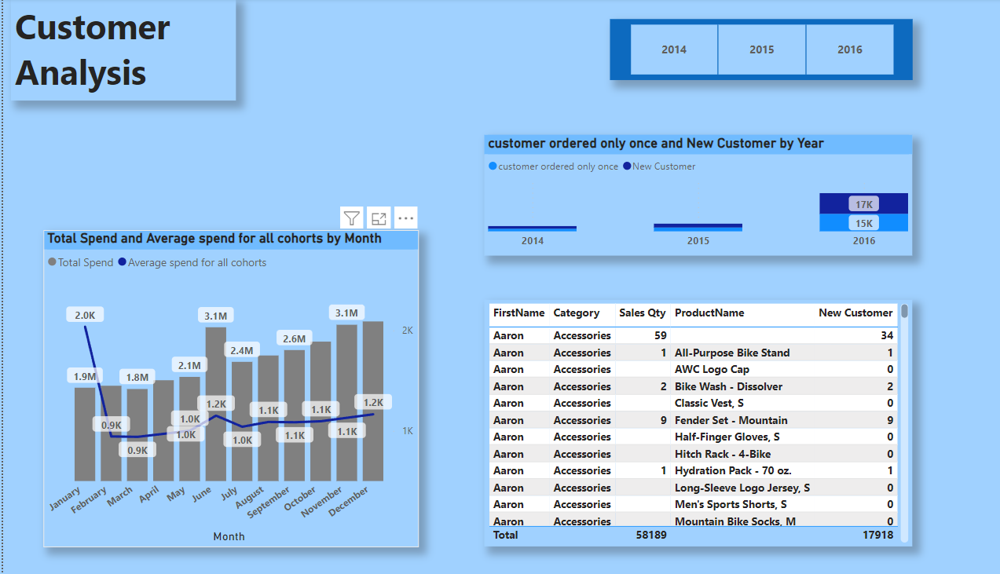 Customer
Analysis
2014 2015 2016
customer ordered only once and New Customer by Year
customer ordered only once New Customer
17K
15K
2014 2015 2016
Total Spend and Average spend for all cohorts by Month
Total Spend Average spend for all cohorts
2.0K 3.1M 3.1M
2K
2.6M
2.4M
2.1M
1.9M 1.8M
1.2K 1.2K
1.1K 1.1K
1.0K
0.9K
1K
1.0K 1.1K 1.1K
1.0K
0.9K
January February March April May June July August September October November December
Month
FirstName Category Sales Qty ProductName New Customer
Aaron Accessories 59 34
Aaron Accessories 1 All-Purpose Bike Stand 1
Aaron Accessories AWC Logo Cap 0
Aaron Accessories 2 Bike Wash - Dissolver 2
Aaron Accessories Classic Vest, S 0
Aaron Accessories 9 Fender Set - Mountain 9
Aaron Accessories Half-Finger Gloves, S 0
Aaron Accessories Hitch Rack - 4-Bike 0
Aaron Accessories 1 Hydration Pack - 70 oz. 1
Aaron Accessories Long-Sleeve Logo Jersey, S 0
Aaron Accessories Men's Sports Shorts, S 0
Aaron Accessories Mountain Bike Socks, M 0
Total 58189 17918